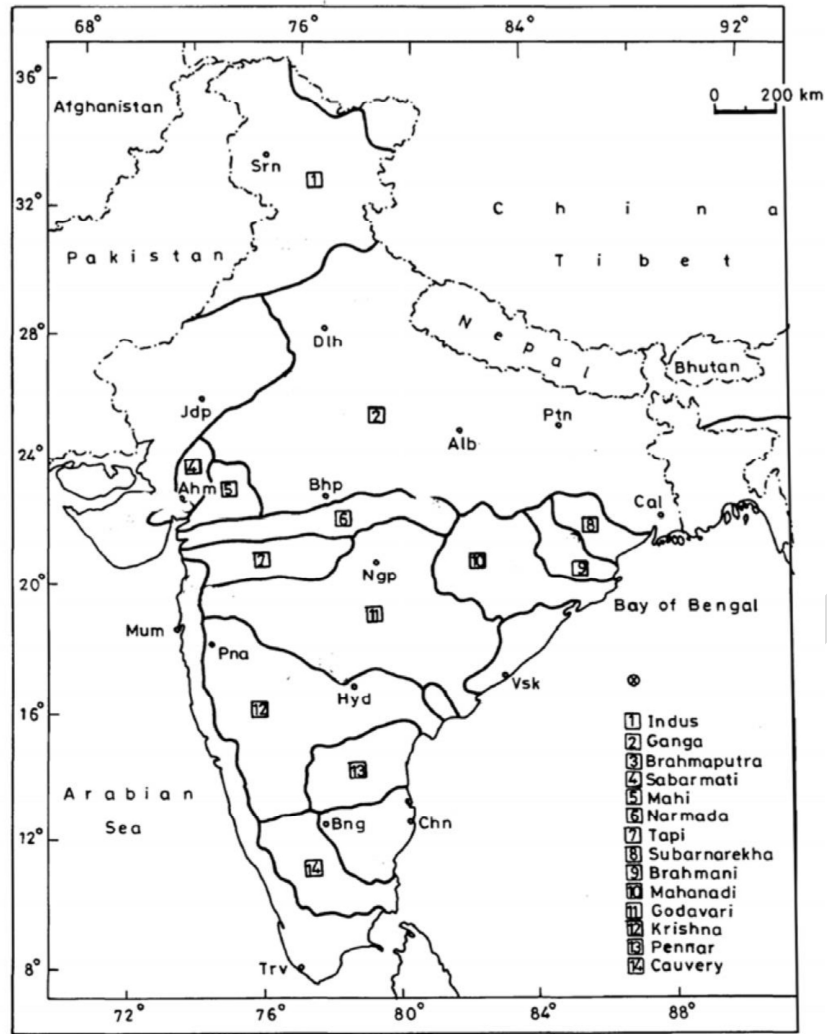 68° 76° 84° 92°
36°
Afghanistan
0 200 km
Srn
1
32°
C h i n a
P a k i s t a n
T i b e t
28°
Dlh
N e p a l
Bhutan
Jdp
2
Ptn
Alb
24°
4
Ahm
5
Bhp
Cal
6
8
7
10
9
20°
Ngp
Bay of Bengal
11
Mum
Pna
Vsk
Hyd
12
16°
1 Indus
2 Ganga
3 Brahmaputra
4 Sabarmati
5 Mahi
6 Narmada
7 Tapi
8 Subarnarekha
9 Brahmani
10 Mahanadi
11 Godavari
12 Krishna
13 Pennar
14 Cauvery
13
A r a b i a n
Sea
12°
Bng
Chn
14
8°
Trv
72° 76° 80° 84° 88°